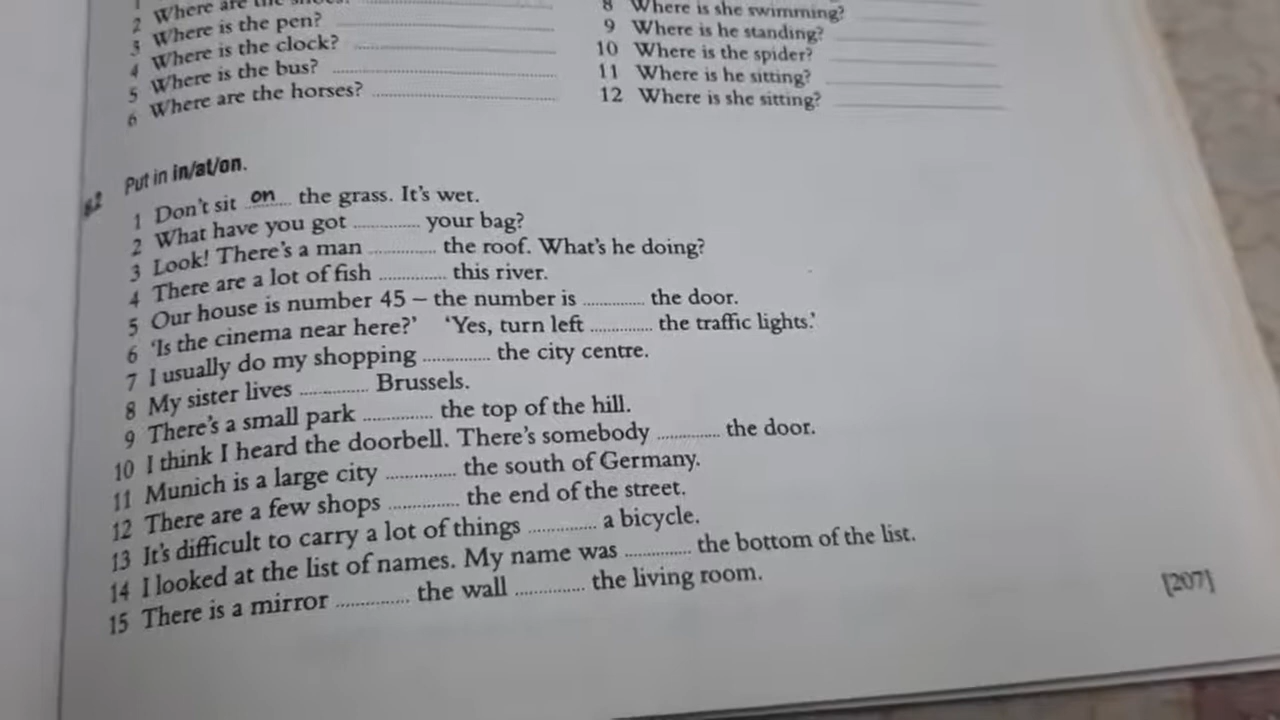 2 Where are the shoes?
3 Where is the pen?
4 Where is the clock?
5 Where is the bus?
6 Where are the horses?
8 Where is she swimming?
9 Where is he standing?
10 Where is the spider?
11 Where is he sitting?
12 Where is she sitting?
Put in in/at/on.
1 Don't sit on the grass. It's wet.
2 What have you got ............ your bag?
3 Look! There's a man ............ the roof. What's he doing?
4 There are a lot of fish ............ this river.
5 Our house is number 45 – the number is ............ the door.
6 'Is the cinema near here?' 'Yes, turn left ............ the traffic lights.'
7 I usually do my shopping ............ the city centre.
8 My sister lives ............ Brussels.
9 There's a small park ............ the top of the hill.
10 I think I heard the doorbell. There's somebody ............ the door.
11 Munich is a large city ............ the south of Germany.
12 There are a few shops ............ the end of the street.
13 It's difficult to carry a lot of things ............ a bicycle.
14 I looked at the list of names. My name was ............ the bottom of the list.
15 There is a mirror ............ the wall ............ the living room.
[207]